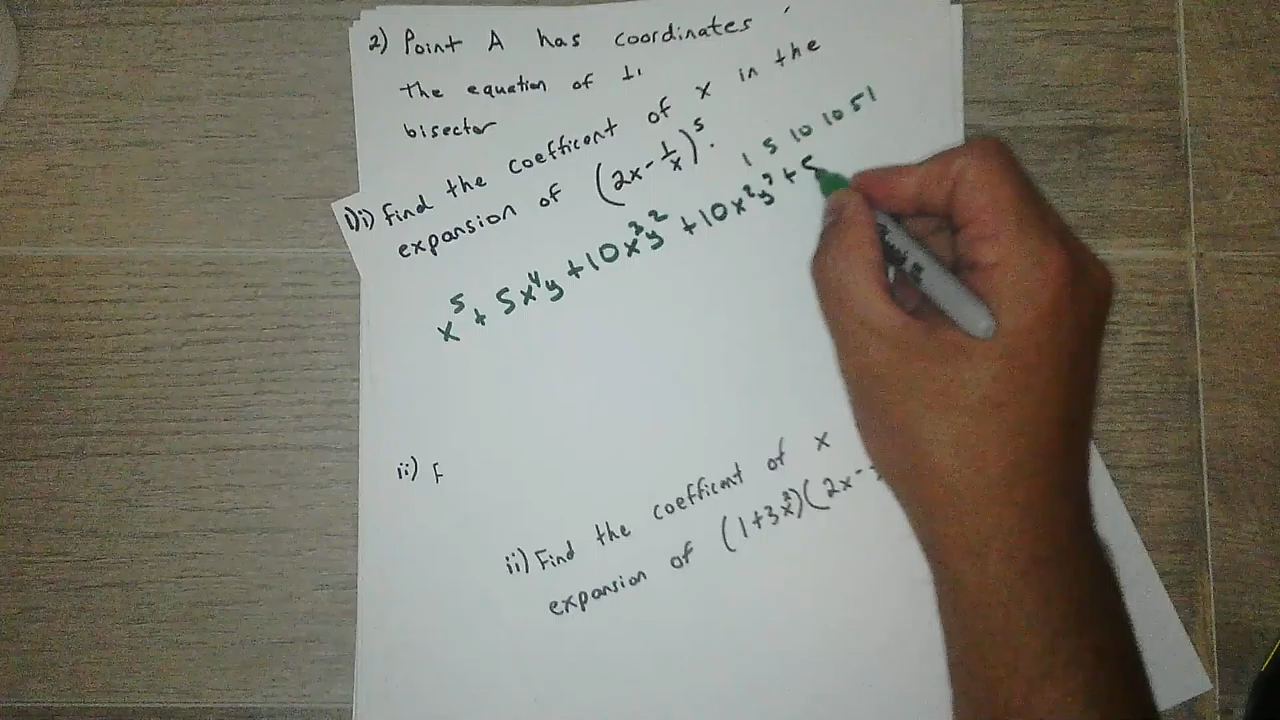 2) Point A has coordinates
The equation of
bisector
1)i) Find the coefficent of x in the
expansion of (2x - 1/x)^5.
1 5 10 10 5 1
x^5 + 5x^4y + 10x^3y^2 + 10x^2y^3 + 5
ii) F
ii) Find the coefficent of x
expansion of (1+3x^2)(2x -